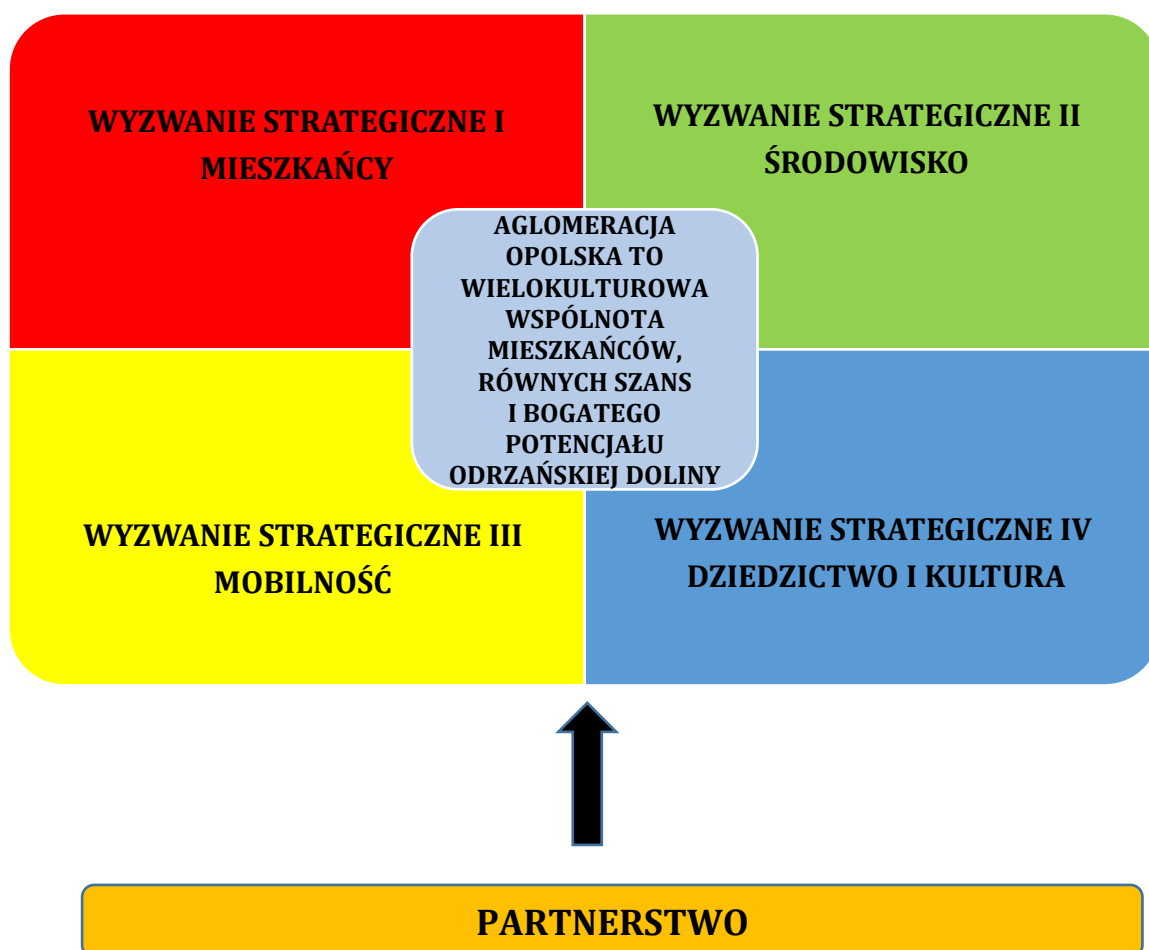 WYZWANIE STRATEGICZNE I
MIESZKAŃCY
WYZWANIE STRATEGICZNE II
ŚRODOWISKO
AGLOMERACJA
OPOLSKA TO
WIELOKULTUROWA
WSPÓLNOTA
MIESZKAŃCÓW,
RÓWNYCH SZANS
I BOGATEGO
POTENCJAŁU
ODRZAŃSKIEJ DOLINY
WYZWANIE STRATEGICZNE III
MOBILNOŚĆ
WYZWANIE STRATEGICZNE IV
DZIEDZICTWO I KULTURA
PARTNERSTWO